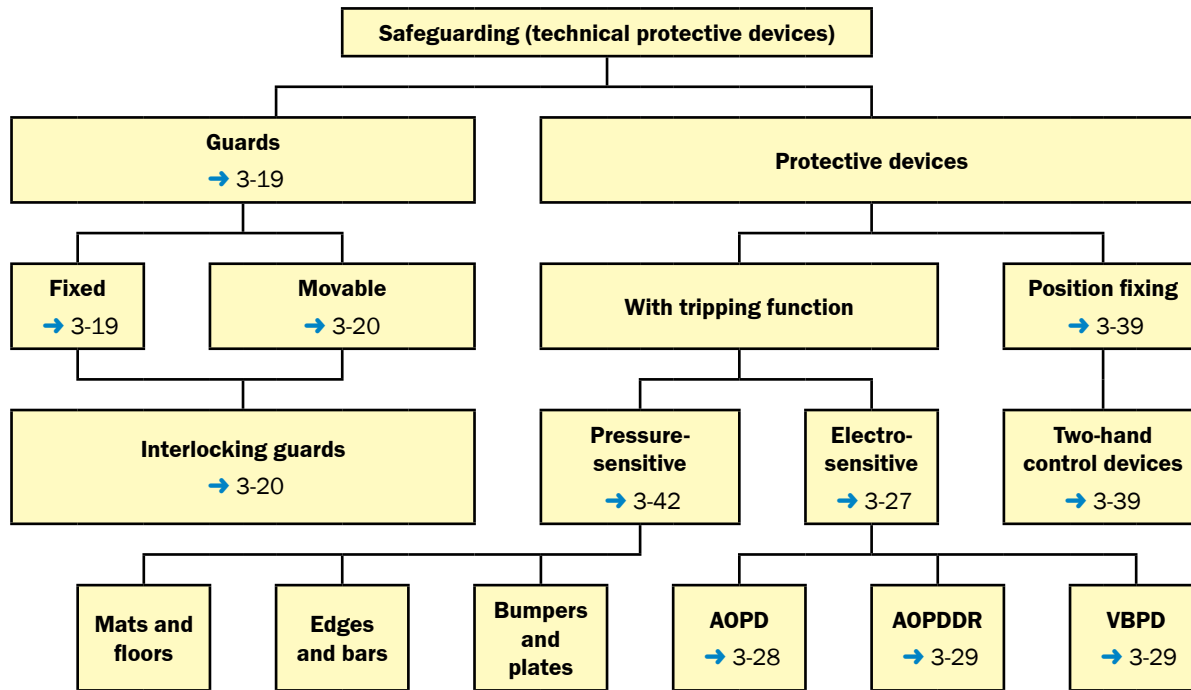 Safeguarding (technical protective devices)
Guards
➜ 3-19
Protective devices
Fixed
➜ 3-19
Movable
➜ 3-20
With tripping function
Position fixing
➜ 3-39
Interlocking guards
➜ 3-20
Pressure-
sensitive
➜ 3-42
Electro-
sensitive
➜ 3-27
Two-hand
control devices
➜ 3-39
Mats and
floors
Edges
and bars
Bumpers
and
plates
AOPD
➜ 3-28
AOPDDR
➜ 3-29
VBPD
➜ 3-29